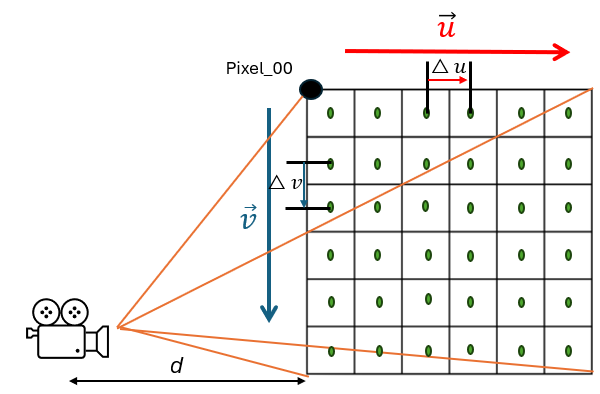 u⃗
Pixel_00
△ u
△ v
v⃗
d